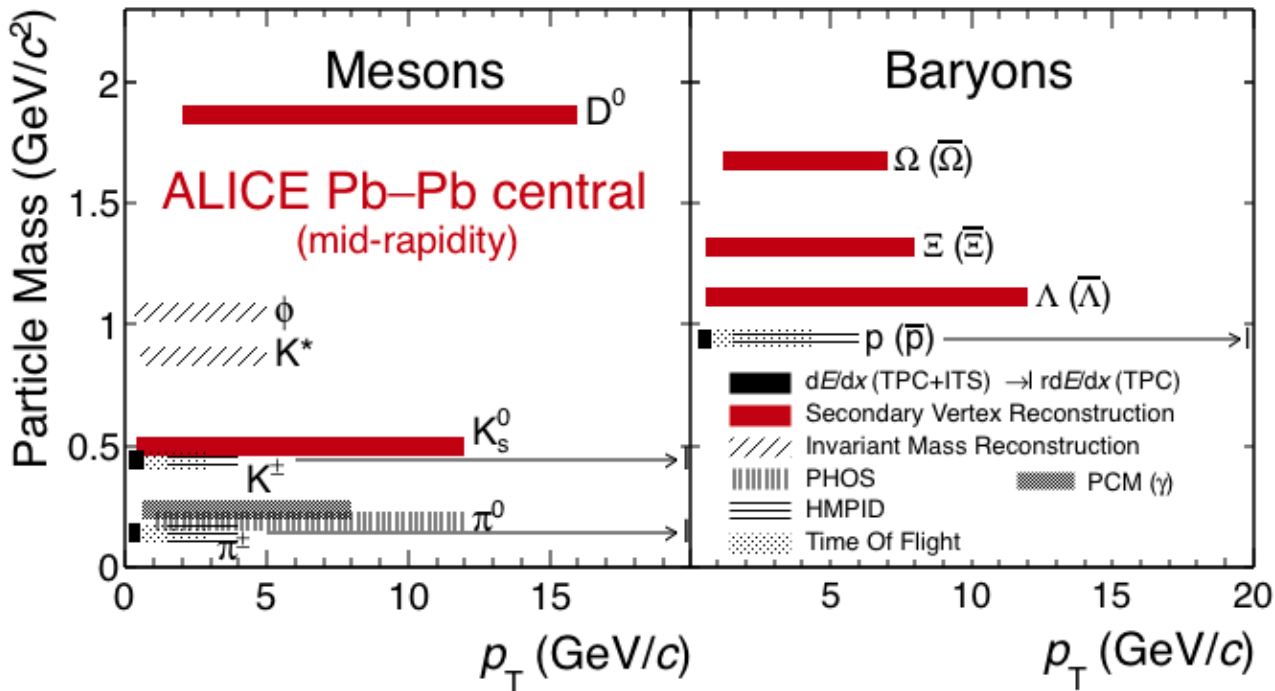 Particle Mass (GeV/c²)
2
1.5
1
0.5
0
Mesons
D⁰
ALICE Pb–Pb central
(mid-rapidity)
ϕ
K*
K⁰ₛ
K±
π⁰
π±
0 5 10 15
p_T (GeV/c)
Baryons
Ω (Ω̅)
Ξ (Ξ̅)
Λ (Λ̅)
p (p̅)
dE/dx (TPC+ITS) →| rdE/dx (TPC)
Secondary Vertex Reconstruction
Invariant Mass Reconstruction
PHOS PCM (γ)
HMPID
Time Of Flight
5 10 15 20
p_T (GeV/c)